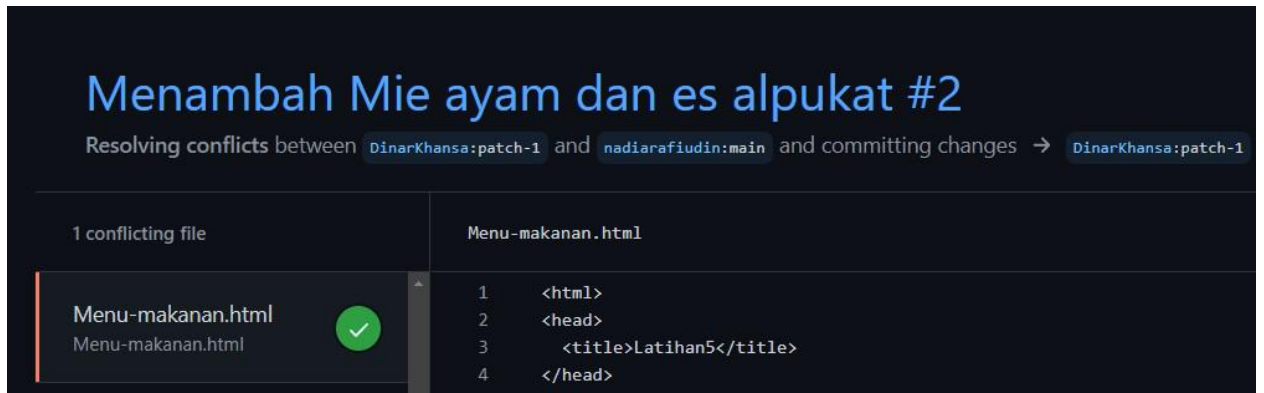 Menambah Mie ayam dan es alpukat #2
Resolving conflicts between DinarKhansa:patch-1 and nadiarafiudin:main and committing changes → DinarKhansa:patch-1
1 conflicting file
Menu-makanan.html
Menu-makanan.html
Menu-makanan.html
1 <html>
2 <head>
3 <title>Latihan5</title>
4 </head>